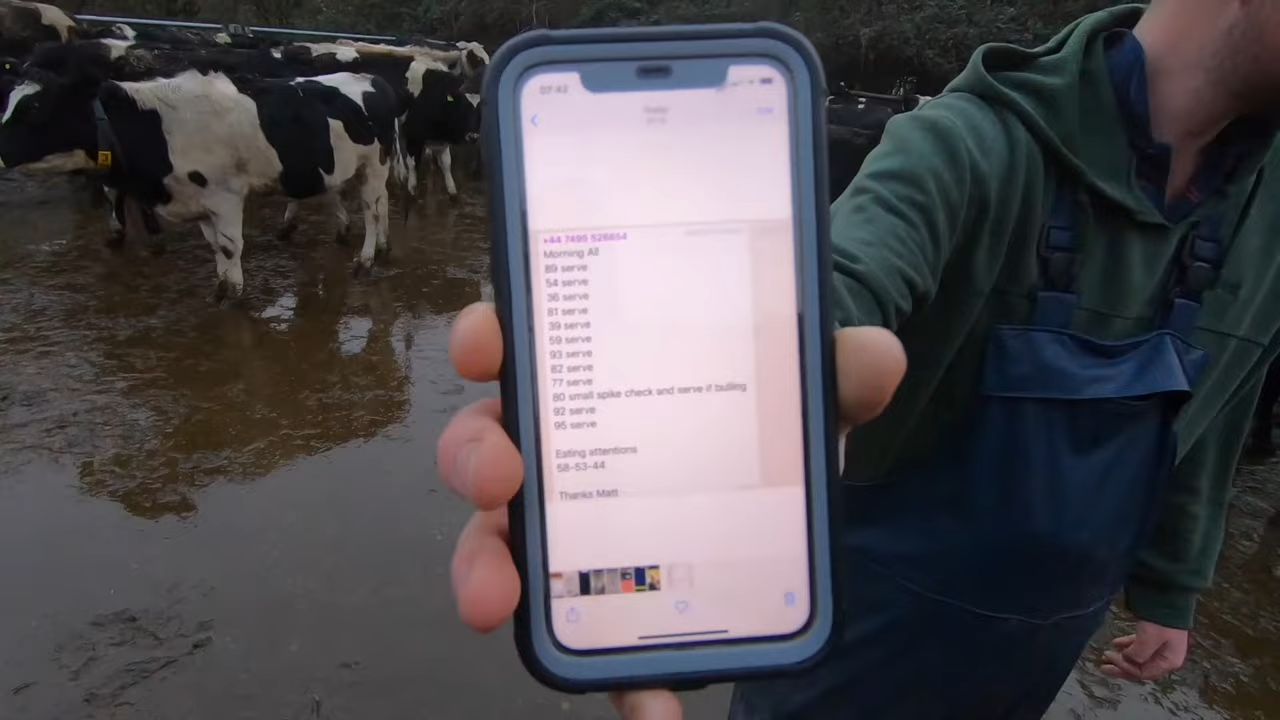 07:42
+44 7495 526654
Morning All
89 serve
54 serve
36 serve
81 serve
39 serve
59 serve
93 serve
82 serve
77 serve
80 small spike check and serve if bulling
92 serve
95 serve
Eating attentions
58-53-44
Thanks Matt